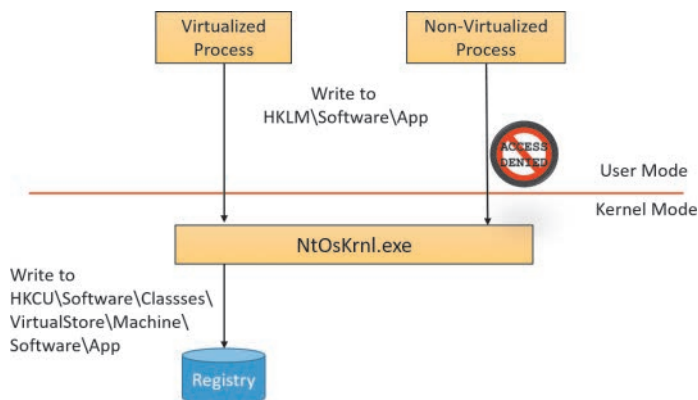 Virtualized
Process
Non-Virtualized
Process
Write to
HKLM\Software\App
ACCESS
DENIED
User Mode
Kernel Mode
NtOsKrnl.exe
Write to
HKCU\Software\Classses\
VirtualStore\Machine\
Software\App
Registry